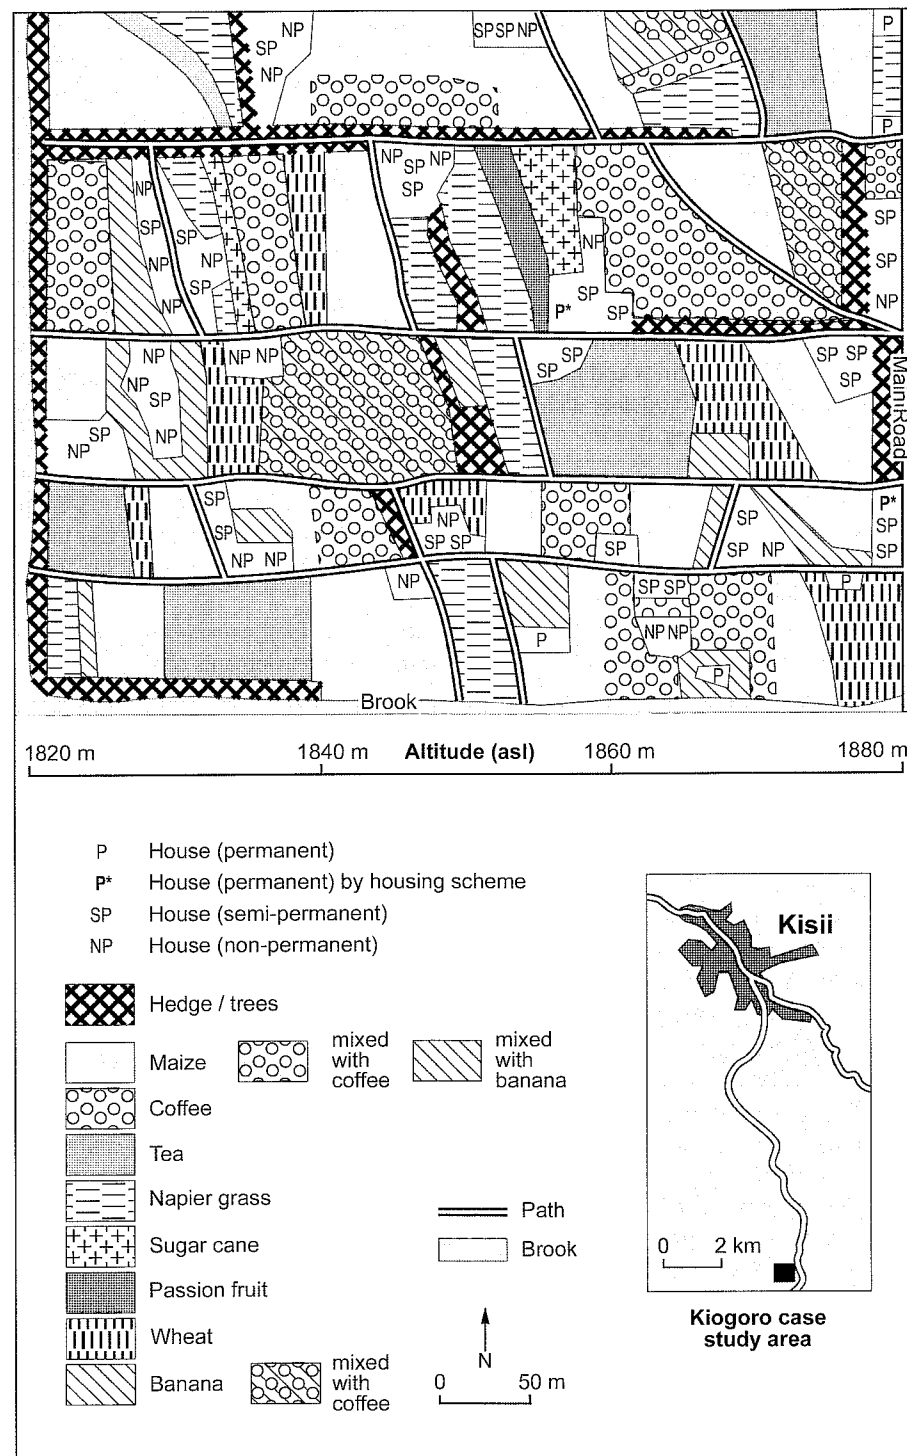 NP
SP SP NP
P
SP
NP
P
NP
SP
NP
SP
NP
SP
SP
NP
SP
NP
NP
SP
SP
SP
NP
NP
P*
SP
NP
NP NP
SP
SP
SP SP
SP
NP
SP
SP
NP
NP
Main Road
SP
P*
NP
SP
SP
SP
SP SP
SP
SP NP
SP
NP NP
NP
SP SP
P
NP NP
P
P
Brook
1820 m
1840 m
Altitude (asl)
1860 m
1880 m
P House (permanent)
P* House (permanent) by housing scheme
SP House (semi-permanent)
NP House (non-permanent)
Hedge / trees
Maize
mixed
with
coffee
mixed
with
banana
Coffee
Tea
Napier grass
Sugar cane
Passion fruit
Wheat
Banana
mixed
with
coffee
Path
Brook
N
0 50 m
Kisii
0 2 km
Kiogoro case
study area